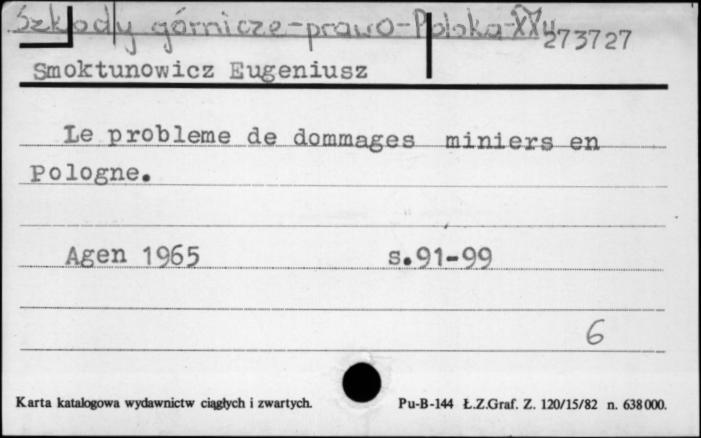 Szkody górnicze-prawo-Polska-XXw
273727
Smoktunowicz Eugeniusz
Le probleme de dommages miniers en
Pologne.
Agen 1965 s.91-99
6
Karta katalogowa wydawnictw ciągłych i zwartych. Pu-B-144 Ł.Z.Graf. Z. 120/15/82 n. 638000.